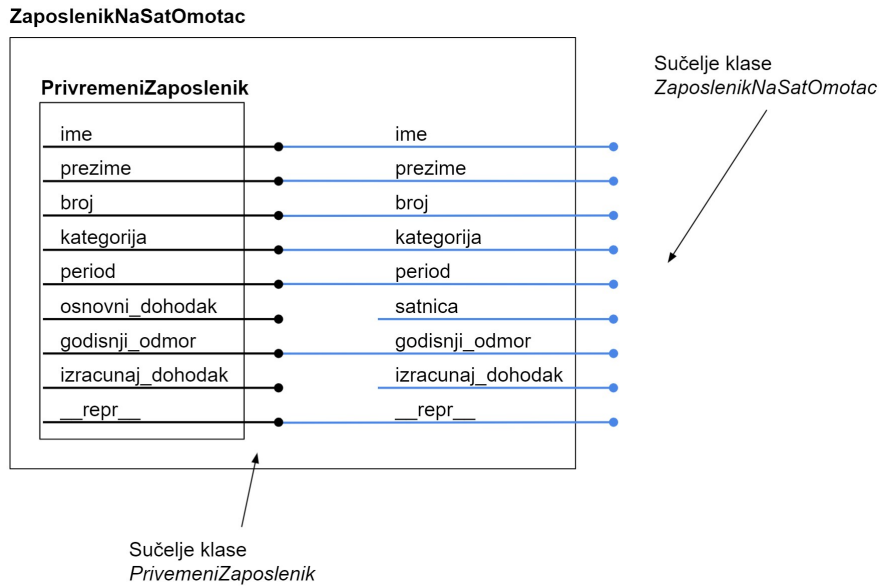 ZaposlenikNaSatOmotac
Sučelje klase
ZaposlenikNaSatOmotac
PrivremeniZaposlenik
ime ime
prezime prezime
broj broj
kategorija kategorija
period period
osnovni_dohodak satnica
godisnji_odmor godisnji_odmor
izracunaj_dohodak izracunaj_dohodak
__repr__ __repr__
Sučelje klase
PrivemeniZaposlenik